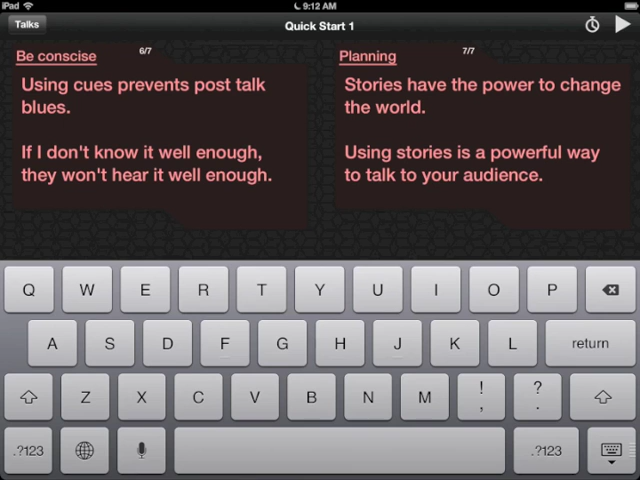 iPad 9:12 AM
Talks Quick Start 1
Be conscise 6/7
Using cues prevents post talk
blues.
If I don't know it well enough,
they won't hear it well enough.
Planning 7/7
Stories have the power to change
the world.
Using stories is a powerful way
to talk to your audience.
Q W E R T Y U I O P
A S D F G H J K L return
Z X C V B N M ! , ? .
.?123 .?123